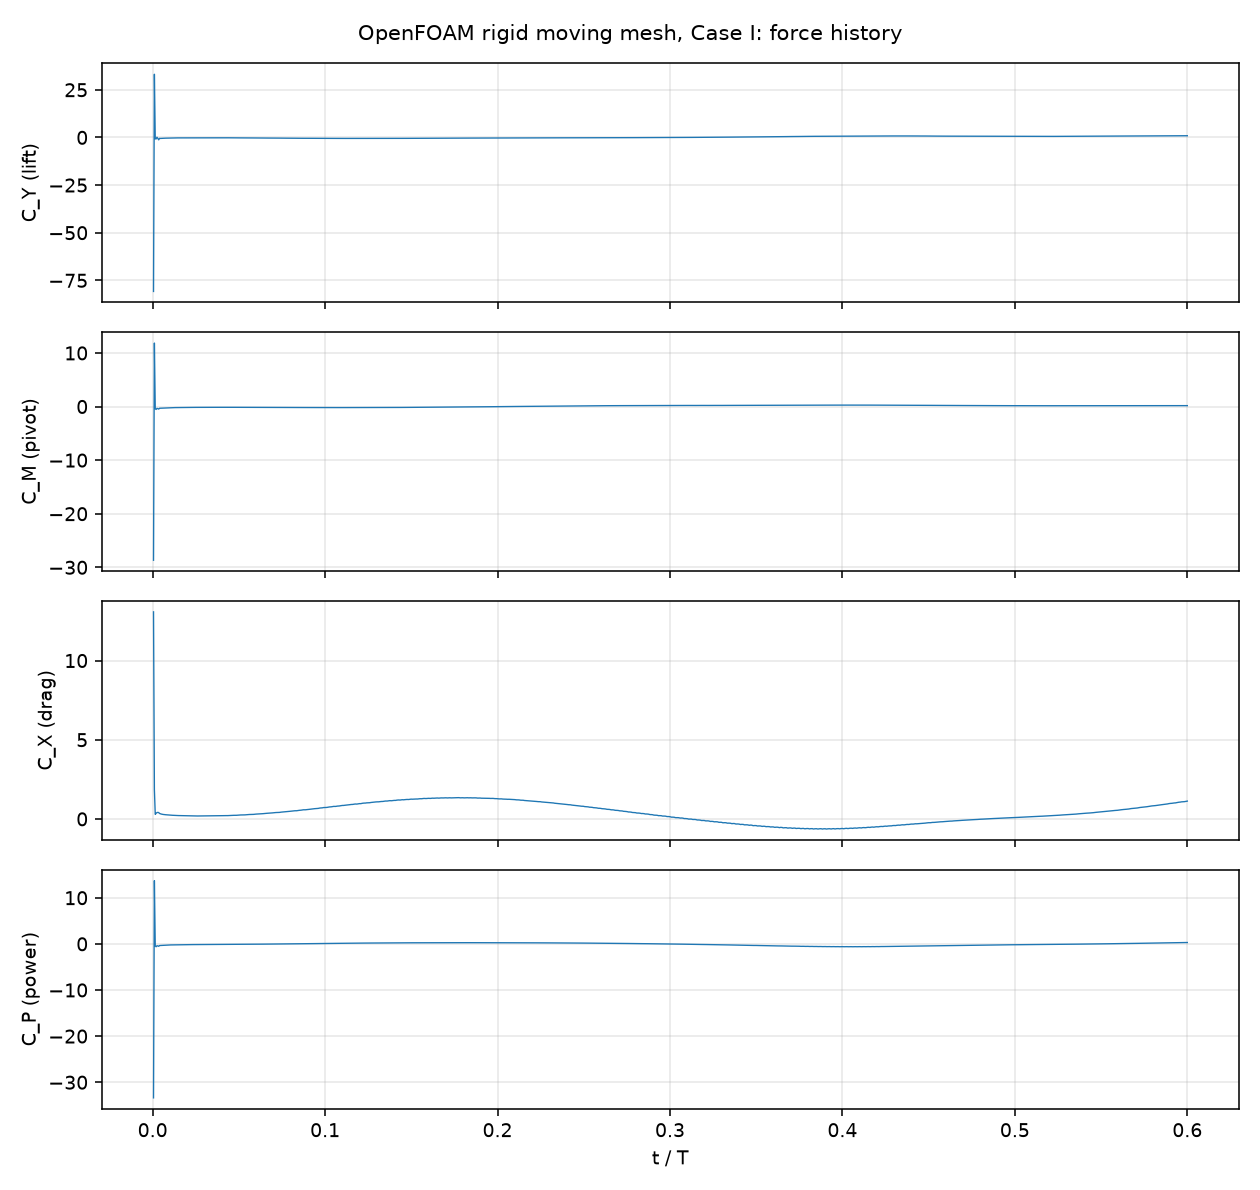 OpenFOAM rigid moving mesh, Case I: force history
25
0
−25
−50
−75
C_Y (lift)
10
0
−10
−20
−30
C_M (pivot)
10
5
0
C_X (drag)
10
0
−10
−20
−30
C_P (power)
0.0 0.1 0.2 0.3 0.4 0.5 0.6
t / T